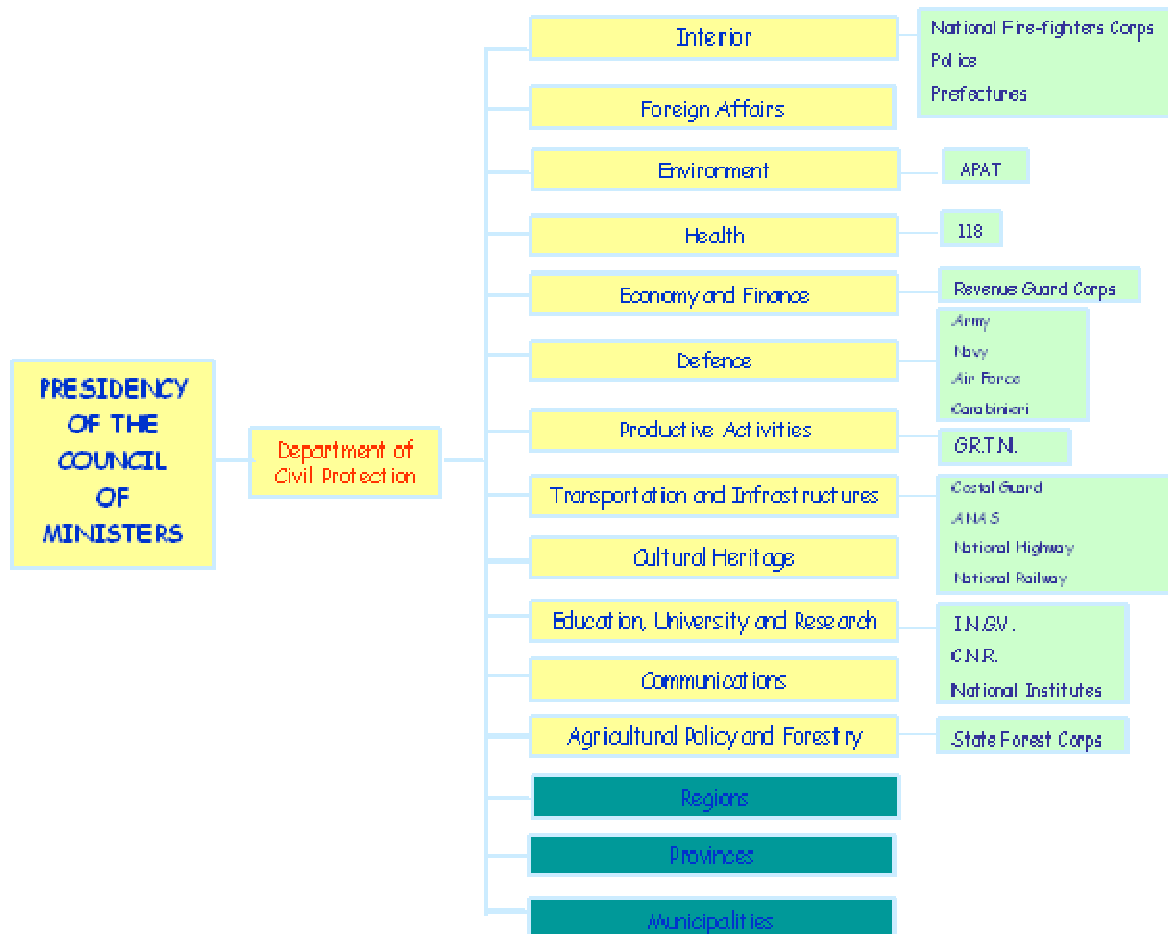 PRESIDENCY
OF THE
COUNCIL
OF
MINISTERS
Department of
Civil Protection
Interior
National Fire-fighters Corps
Police
Prefectures
Foreign Affairs
Environment
APAT
Health
118
Economy and Finance
Revenue Guard Corps
Defence
Army
Navy
Air Force
Carabinieri
Productive Activities
G.R.T.N.
Transportation and Infrastructures
Costal Guard
ANAS
National Highway
National Railway
Cultural Heritage
Education, University and Research
I.N.G.V.
C.N.R.
National Institutes
Communications
Agricultural Policy and Forestry
State Forest Corps
Regions
Provinces
Municipalities